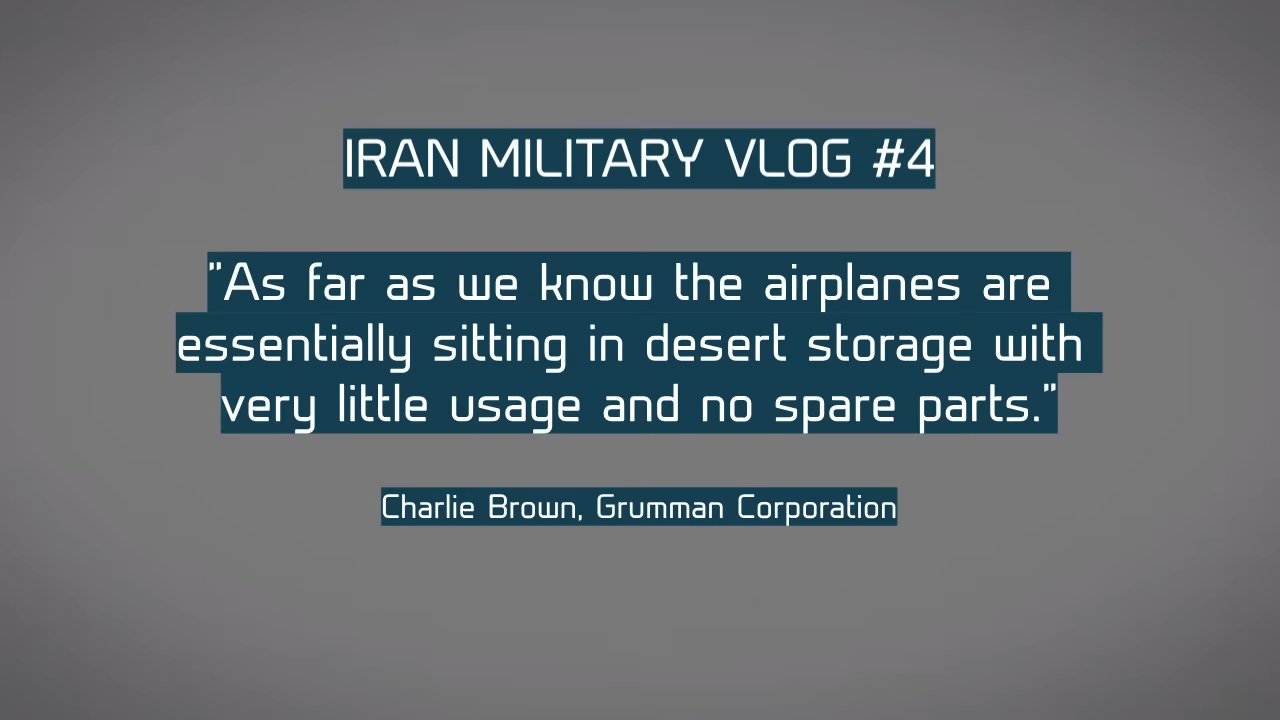 IRAN MILITARY VLOG #4
"As far as we know the airplanes are
essentially sitting in desert storage with
very little usage and no spare parts."
Charlie Brown, Grumman Corporation